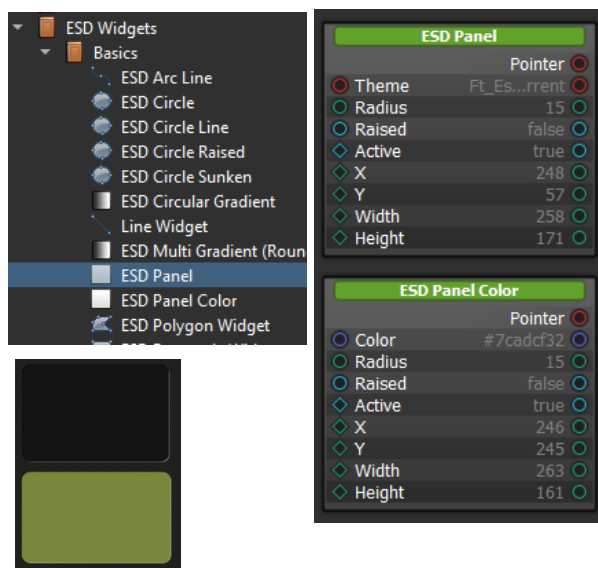 ESD Widgets
Basics
ESD Arc Line
ESD Circle
ESD Circle Line
ESD Circle Raised
ESD Circle Sunken
ESD Circular Gradient
Line Widget
ESD Multi Gradient (Roun
ESD Panel
ESD Panel Color
ESD Polygon Widget
ESD Panel
Pointer
Theme Ft_Es...rrent
Radius 15
Raised false
Active true
X 248
Y 57
Width 258
Height 171
ESD Panel Color
Pointer
Color #7cadcf32
Radius 15
Raised false
Active true
X 246
Y 245
Width 263
Height 161